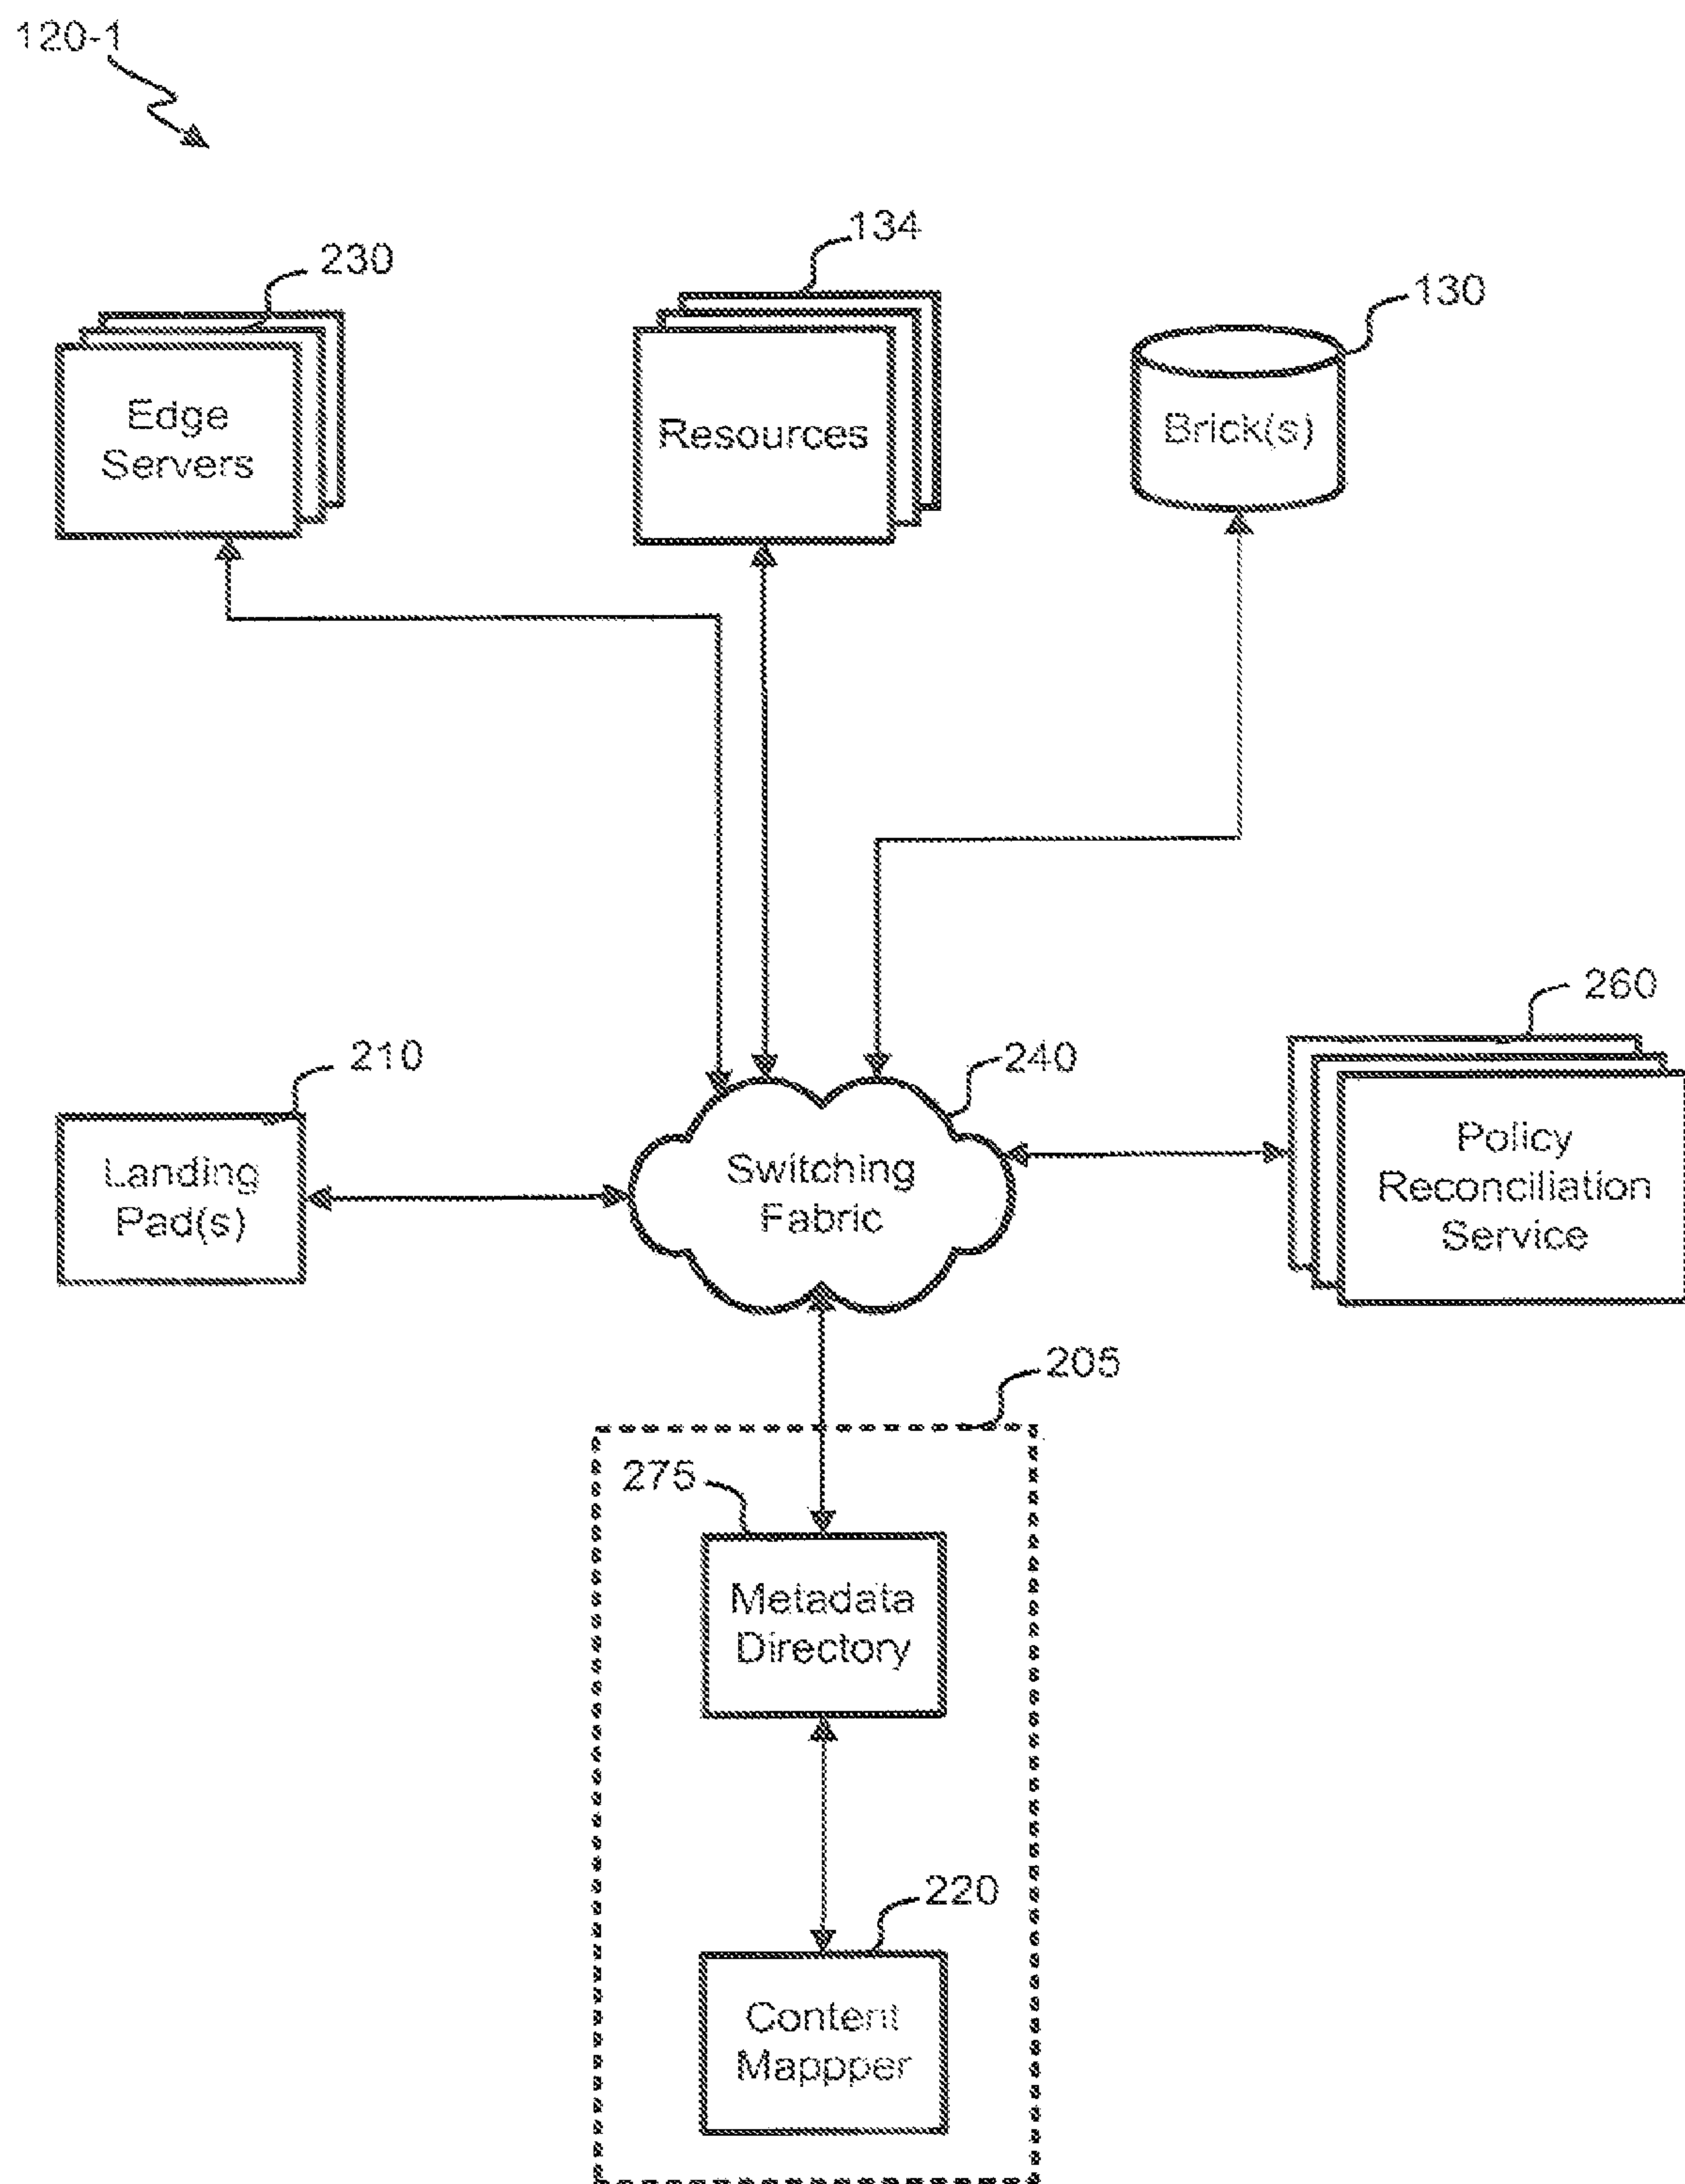 120-1
134
230
130
Edge
Servers
Resources
Brick(s)
260
210
240
Landing
Pad(s)
Switching
Fabric
Policy
Reconciliation
Service
205
275
Metadata
Directory
220
Content
Mappper